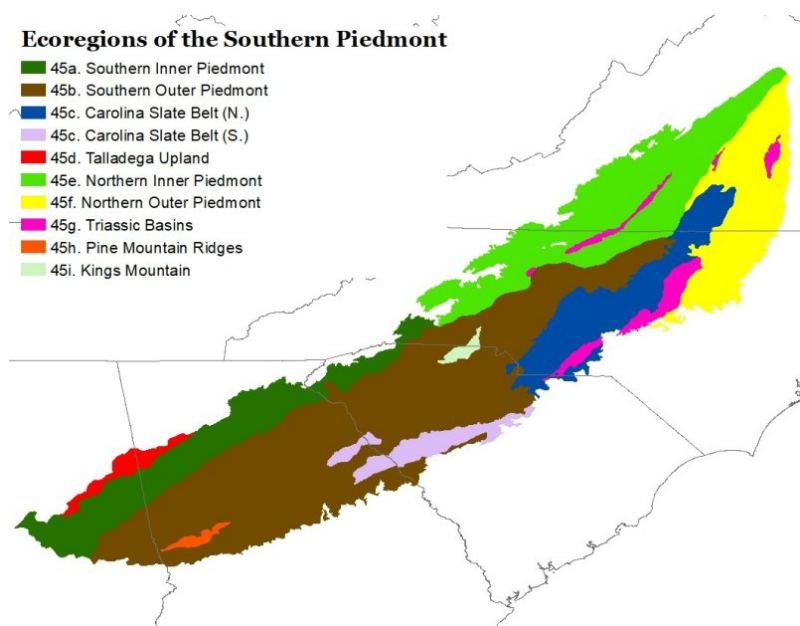 Ecoregions of the Southern Piedmont
45a. Southern Inner Piedmont
45b. Southern Outer Piedmont
45c. Carolina Slate Belt (N.)
45c. Carolina Slate Belt (S.)
45d. Talladega Upland
45e. Northern Inner Piedmont
45f. Northern Outer Piedmont
45g. Triassic Basins
45h. Pine Mountain Ridges
45i. Kings Mountain